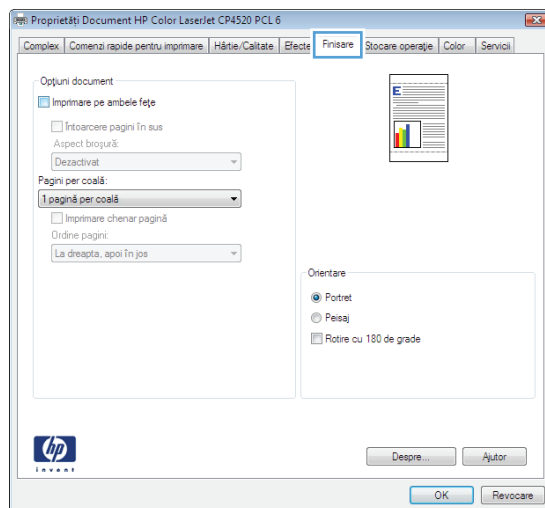 Proprietăți Document HP Color LaserJet CP4520 PCL 6
Complex Comenzi rapide pentru imprimare Hârtie/Calitate Efecte Finisare Stocare operație Color Servicii
Opțiuni document
Imprimare pe ambele fețe
Întoarcere pagini în sus
Aspect broșură:
Dezactivat
Pagini per coală:
1 pagină per coală
Imprimare chenar pagină
Ordine pagini:
La dreapta, apoi în jos
E
Orientare
Portret
Peisaj
Rotire cu 180 de grade
hp
invent
Despre... Ajutor
OK Revocare